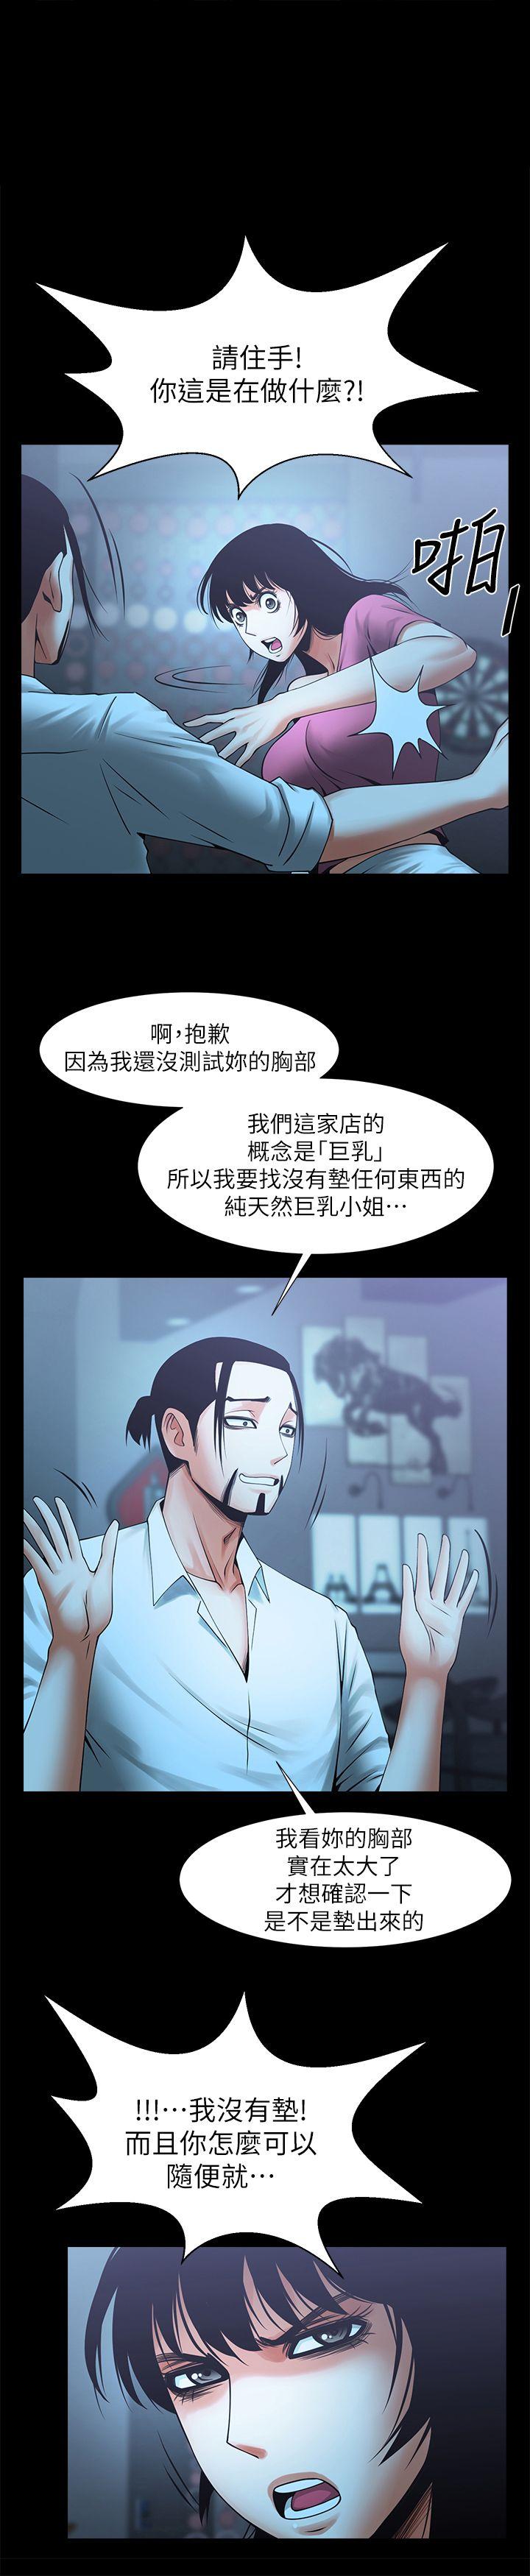 請住手!
你這是在做什麼?!
啪
啊,抱歉
因為我還沒測試妳的胸部
我們這家店的
概念是「巨乳」
所以我要找沒有墊任何東西的
純天然巨乳小姐…
我看妳的胸部
實在太大了
才想確認一下
是不是墊出來的
!!!…我沒有墊!
而且你怎麼可以
隨便就…